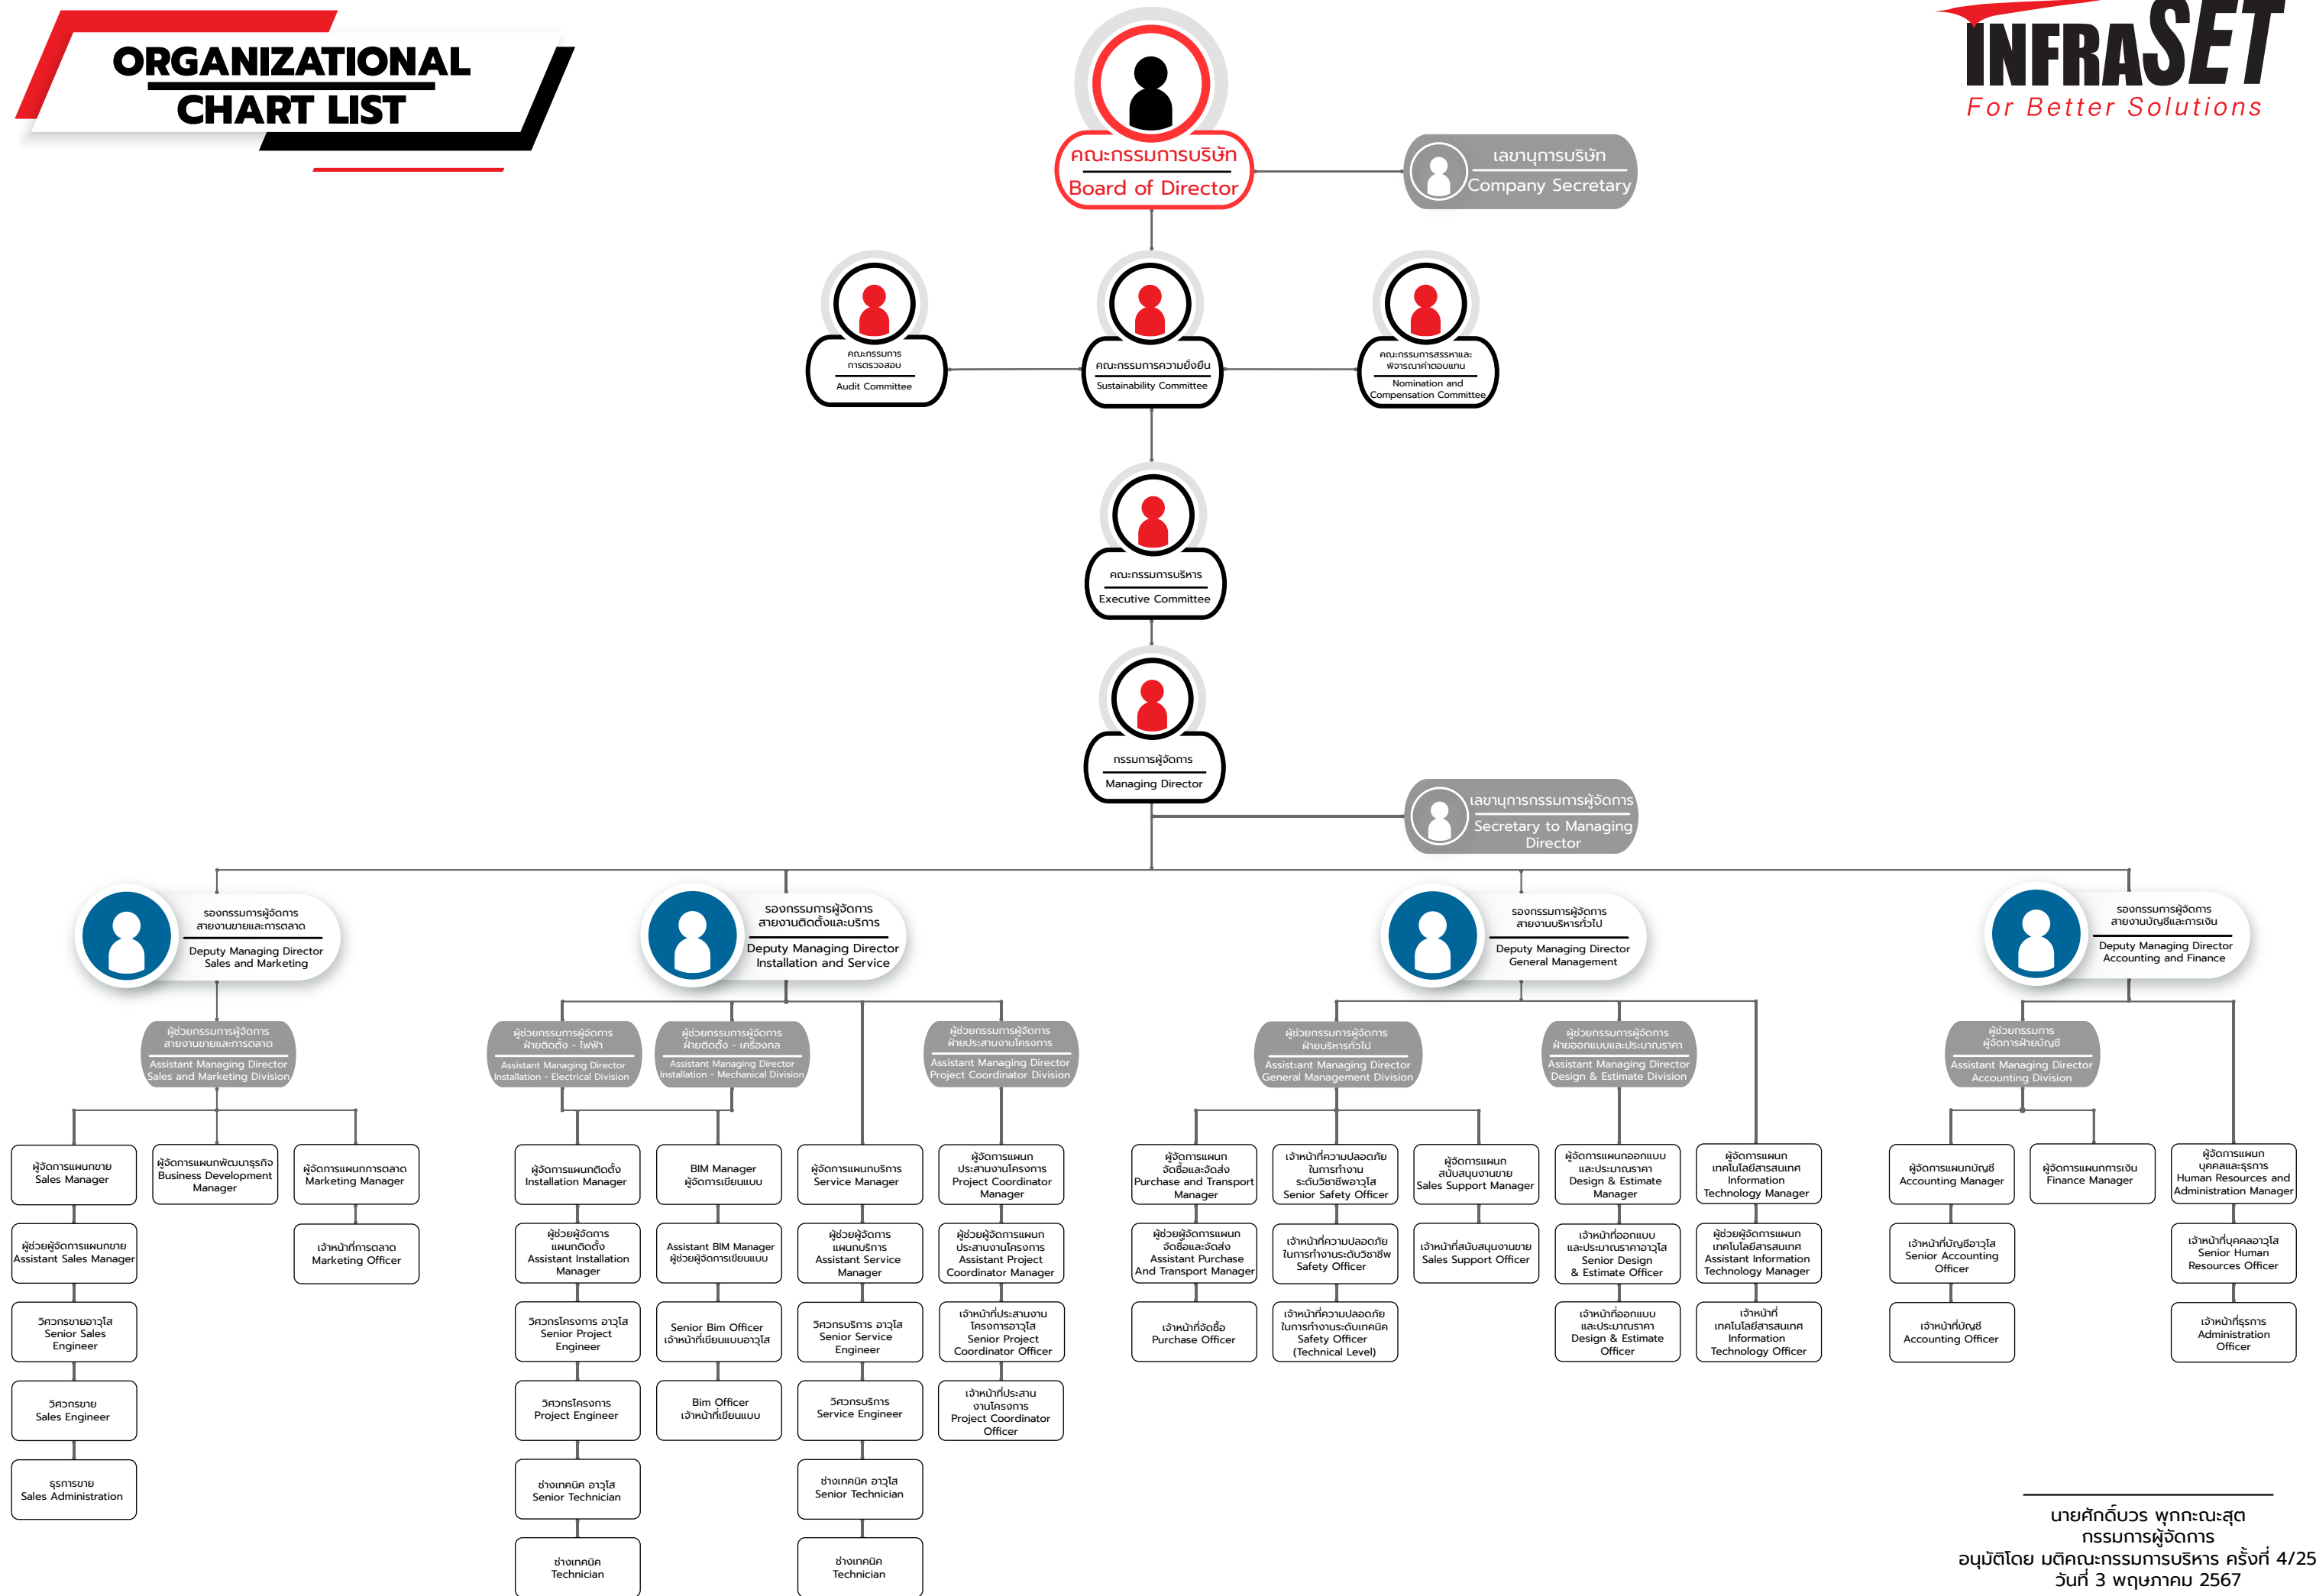 ORGANIZATIONAL
CHART LIST
INFRASET
For Better Solutions
คณะกรรมการบริษัท
Board of Director
เลขานุการบริษัท
Company Secretary
คณะกรรมการ
การตรวจสอบ
Audit Committee
คณะกรรมการความยั่งยืน
Sustainability Committee
คณะกรรมการสรรหาและ
พิจารณาค่าตอบแทน
Nomination and
Compensation Committee
คณะกรรมการบริหาร
Executive Committee
กรรมการผู้จัดการ
Managing Director
เลขานุการกรรมการผู้จัดการ
Secretary to Managing
Director
รองกรรมการผู้จัดการ
สายงานขายและการตลาด
Deputy Managing Director
Sales and Marketing
รองกรรมการผู้จัดการ
สายงานติดตั้งและบริการ
Deputy Managing Director
Installation and Service
รองกรรมการผู้จัดการ
สายงานบริหารทั่วไป
Deputy Managing Director
General Management
รองกรรมการผู้จัดการ
สายงานบัญชีและการเงิน
Deputy Managing Director
Accounting and Finance
ผู้ช่วยกรรมการผู้จัดการ
สายงานขายและการตลาด
Assistant Managing Director
Sales and Marketing Division
ผู้ช่วยกรรมการผู้จัดการ
ฝ่ายติดตั้ง - ไฟฟ้า
Assistant Managing Director
Installation - Electrical Division
ผู้ช่วยกรรมการผู้จัดการ
ฝ่ายติดตั้ง - เครื่องกล
Assistant Managing Director
Installation - Mechanical Division
ผู้ช่วยกรรมการผู้จัดการ
ฝ่ายประสานงานโครงการ
Assistant Managing Director
Project Coordinator Division
ผู้ช่วยกรรมการผู้จัดการ
ฝ่ายบริหารทั่วไป
Assistant Managing Director
General Management Division
ผู้ช่วยกรรมการผู้จัดการ
ฝ่ายออกแบบและประมาณราคา
Assistant Managing Director
Design & Estimate Division
ผู้ช่วยกรรมการ
ผู้จัดการฝ่ายบัญชี
Assistant Managing Director
Accounting Division
ผู้จัดการแผนกขาย
Sales Manager
ผู้จัดการแผนกพัฒนาธุรกิจ
Business Development
Manager
ผู้จัดการแผนกการตลาด
Marketing Manager
ผู้จัดการแผนกติดตั้ง
Installation Manager
BIM Manager
ผู้จัดการเขียนแบบ
ผู้จัดการแผนกบริการ
Service Manager
ผู้จัดการแผนก
ประสานงานโครงการ
Project Coordinator
Manager
ผู้จัดการแผนก
จัดซื้อและจัดส่ง
Purchase and Transport
Manager
เจ้าหน้าที่ความปลอดภัย
ในการทำงาน
ระดับวิชาชีพอาวุโส
Senior Safety Officer
ผู้จัดการแผนก
สนับสนุนงานขาย
Sales Support Manager
ผู้จัดการแผนกออกแบบ
และประมาณราคา
Design & Estimate
Manager
ผู้จัดการแผนก
เทคโนโลยีสารสนเทศ
Information
Technology Manager
ผู้จัดการแผนกบัญชี
Accounting Manager
ผู้จัดการแผนกการเงิน
Finance Manager
ผู้จัดการแผนก
บุคคลและธุรการ
Human Resources and
Administration Manager
ผู้ช่วยผู้จัดการแผนกขาย
Assistant Sales Manager
เจ้าหน้าที่การตลาด
Marketing Officer
ผู้ช่วยผู้จัดการ
แผนกติดตั้ง
Assistant Installation
Manager
Assistant BIM Manager
ผู้ช่วยผู้จัดการเขียนแบบ
ผู้ช่วยผู้จัดการ
แผนกบริการ
Assistant Service
Manager
ผู้ช่วยผู้จัดการแผนก
ประสานงานโครงการ
Assistant Project
Coordinator Manager
ผู้ช่วยผู้จัดการแผนก
จัดซื้อและจัดส่ง
Assistant Purchase
And Transport Manager
เจ้าหน้าที่ความปลอดภัย
ในการทำงานระดับวิชาชีพ
Safety Officer
เจ้าหน้าที่สนับสนุนงานขาย
Sales Support Officer
เจ้าหน้าที่ออกแบบ
และประมาณราคาอาวุโส
Senior Design
& Estimate Officer
ผู้ช่วยผู้จัดการแผนก
เทคโนโลยีสารสนเทศ
Assistant Information
Technology Manager
เจ้าหน้าที่บัญชีอาวุโส
Senior Accounting
Officer
เจ้าหน้าที่บุคคลอาวุโส
Senior Human
Resources Officer
วิศวกรขายอาวุโส
Senior Sales
Engineer
วิศวกรโครงการ อาวุโส
Senior Project
Engineer
Senior Bim Officer
เจ้าหน้าที่เขียนแบบอาวุโส
วิศวกรบริการ อาวุโส
Senior Service
Engineer
เจ้าหน้าที่ประสานงาน
โครงการอาวุโส
Senior Project
Coordinator Officer
เจ้าหน้าที่จัดซื้อ
Purchase Officer
เจ้าหน้าที่ความปลอดภัย
ในการทำงานระดับเทคนิค
Safety Officer
(Technical Level)
เจ้าหน้าที่ออกแบบ
และประมาณราคา
Design & Estimate
Officer
เจ้าหน้าที่
เทคโนโลยีสารสนเทศ
Information
Technology Officer
เจ้าหน้าที่บัญชี
Accounting Officer
เจ้าหน้าที่ธุรการ
Administration
Officer
วิศวกรขาย
Sales Engineer
วิศวกรโครงการ
Project Engineer
Bim Officer
เจ้าหน้าที่เขียนแบบ
วิศวกรบริการ
Service Engineer
เจ้าหน้าที่ประสาน
งานโครงการ
Project Coordinator
Officer
ธุรการขาย
Sales Administration
ช่างเทคนิค อาวุโส
Senior Technician
ช่างเทคนิค อาวุโส
Senior Technician
ช่างเทคนิค
Technician
ช่างเทคนิค
Technician
นายศักดิ์บวร พุกกะณะสุต
กรรมการผู้จัดการ
อนุมัติโดย มติคณะกรรมการบริหาร ครั้งที่ 4/25
วันที่ 3 พฤษภาคม 2567